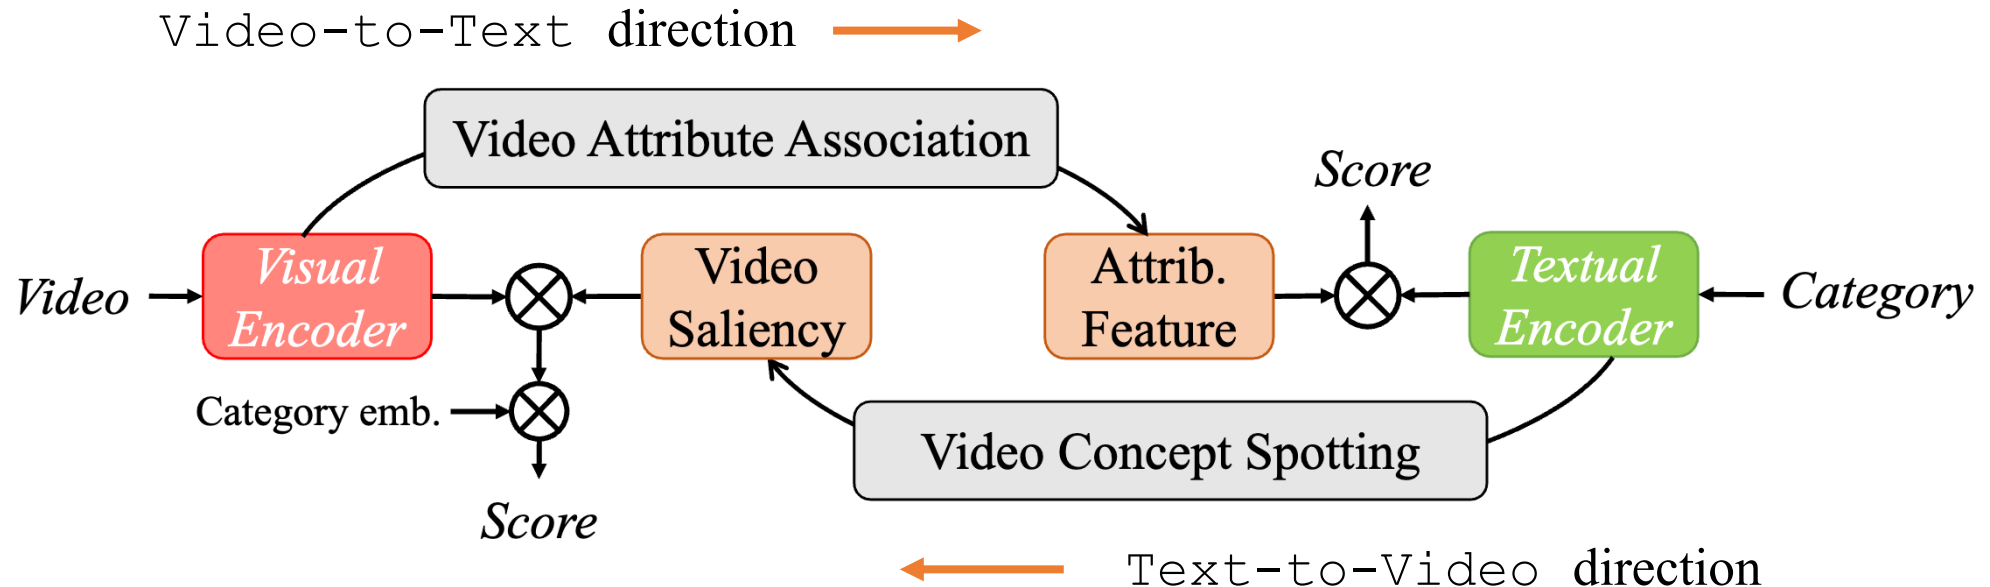 Video-to-Text direction
Video Attribute Association
Score
Video
Visual
Encoder
Video
Saliency
Attrib.
Feature
Textual
Encoder
Category
Category emb.
Video Concept Spotting
Score
Text-to-Video direction